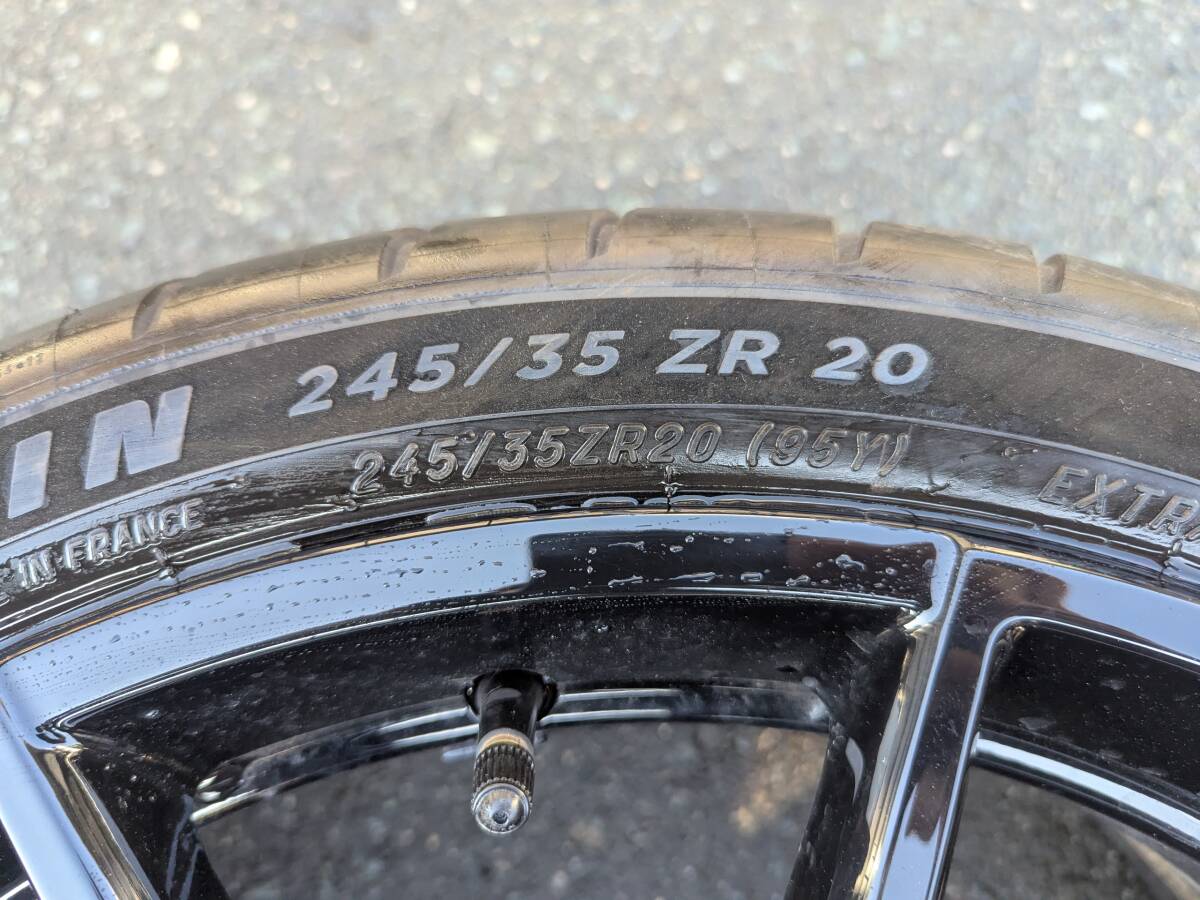 IN 245/35 ZR 20
IN FRANCE 245/35ZR20 (95Y) EXTRA